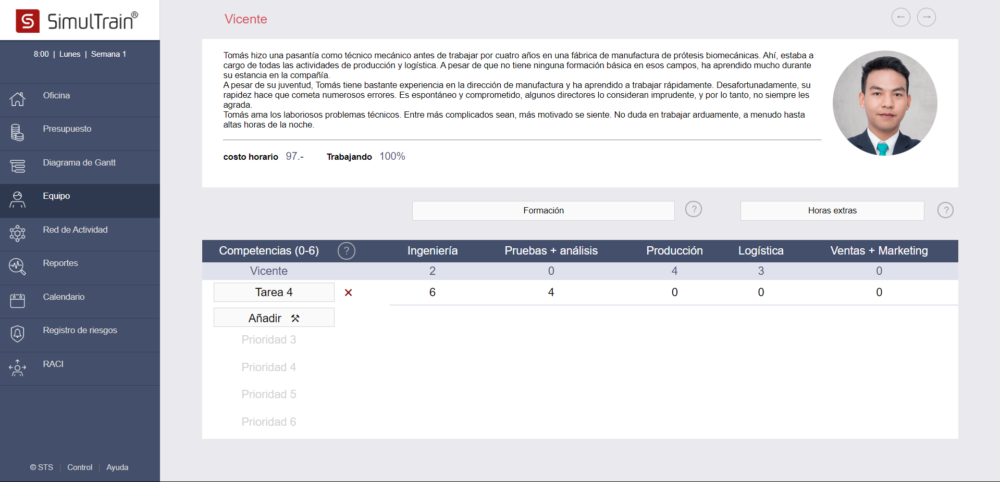 S SimulTrain®
8:00 | Lunes | Semana 1
Oficina
Presupuesto
Diagrama de Gantt
Equipo
Red de Actividad
Reportes
Calendario
Registro de riesgos
RACI
© STS | Control | Ayuda
Vicente
← →
Tomás hizo una pasantía como técnico mecánico antes de trabajar por cuatro años en una fábrica de manufactura de prótesis biomecánicas. Ahí, estaba a
cargo de todas las actividades de producción y logística. A pesar de que no tiene ninguna formación básica en esos campos, ha aprendido mucho durante
su estancia en la compañía.
A pesar de su juventud, Tomás tiene bastante experiencia en la dirección de manufactura y ha aprendido a trabajar rápidamente. Desafortunadamente, su
rapidez hace que cometa numerosos errores. Es espontáneo y comprometido, algunos directores lo consideran imprudente, y por lo tanto, no siempre les
agrada.
Tomás ama los laboriosos problemas técnicos. Entre más complicados sean, más motivado se siente. No duda en trabajar arduamente, a menudo hasta
altas horas de la noche.
costo horario 97.- Trabajando 100%
Formación ? Horas extras ?
Competencias (0-6) ? Ingeniería Pruebas + análisis Producción Logística Ventas + Marketing
Vicente 2 0 4 3 0
Tarea 4 ✕ 6 4 0 0 0
Añadir ⚒
Prioridad 3
Prioridad 4
Prioridad 5
Prioridad 6